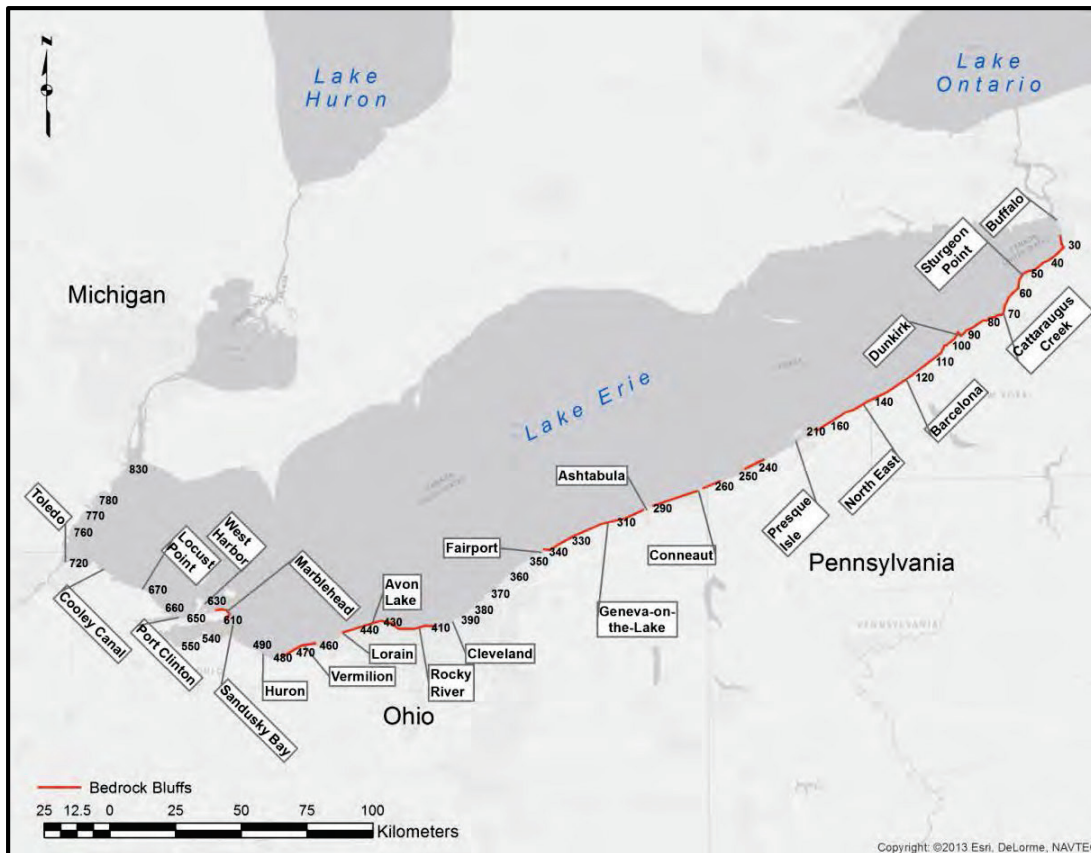 N
Lake
Huron
Lake
Ontario
Michigan
Lake Erie
Buffalo
Sturgeon
Point
30
40
50
60
70
80
90
100
110
120
140
160
210
240
250
260
290
310
330
340
350
360
370
380
390
410
430
440
460
470
480
490
540
550
610
630
650
660
670
720
760
770
780
830
Cattaraugus
Creek
Dunkirk
Barcelona
North East
Presque
Isle
Pennsylvania
Conneaut
Ashtabula
Geneva-on-
the-Lake
Fairport
Cleveland
Rocky
River
Avon
Lake
Lorain
Vermilion
Huron
Ohio
Sandusky Bay
Marblehead
West
Harbor
Locust
Point
Port Clinton
Cooley Canal
Toledo
PENNSYLVANIA
Bedrock Bluffs
25 12.5 0 25 50 75 100
Kilometers
Copyright: ©2013 Esri, DeLorme, NAVTE